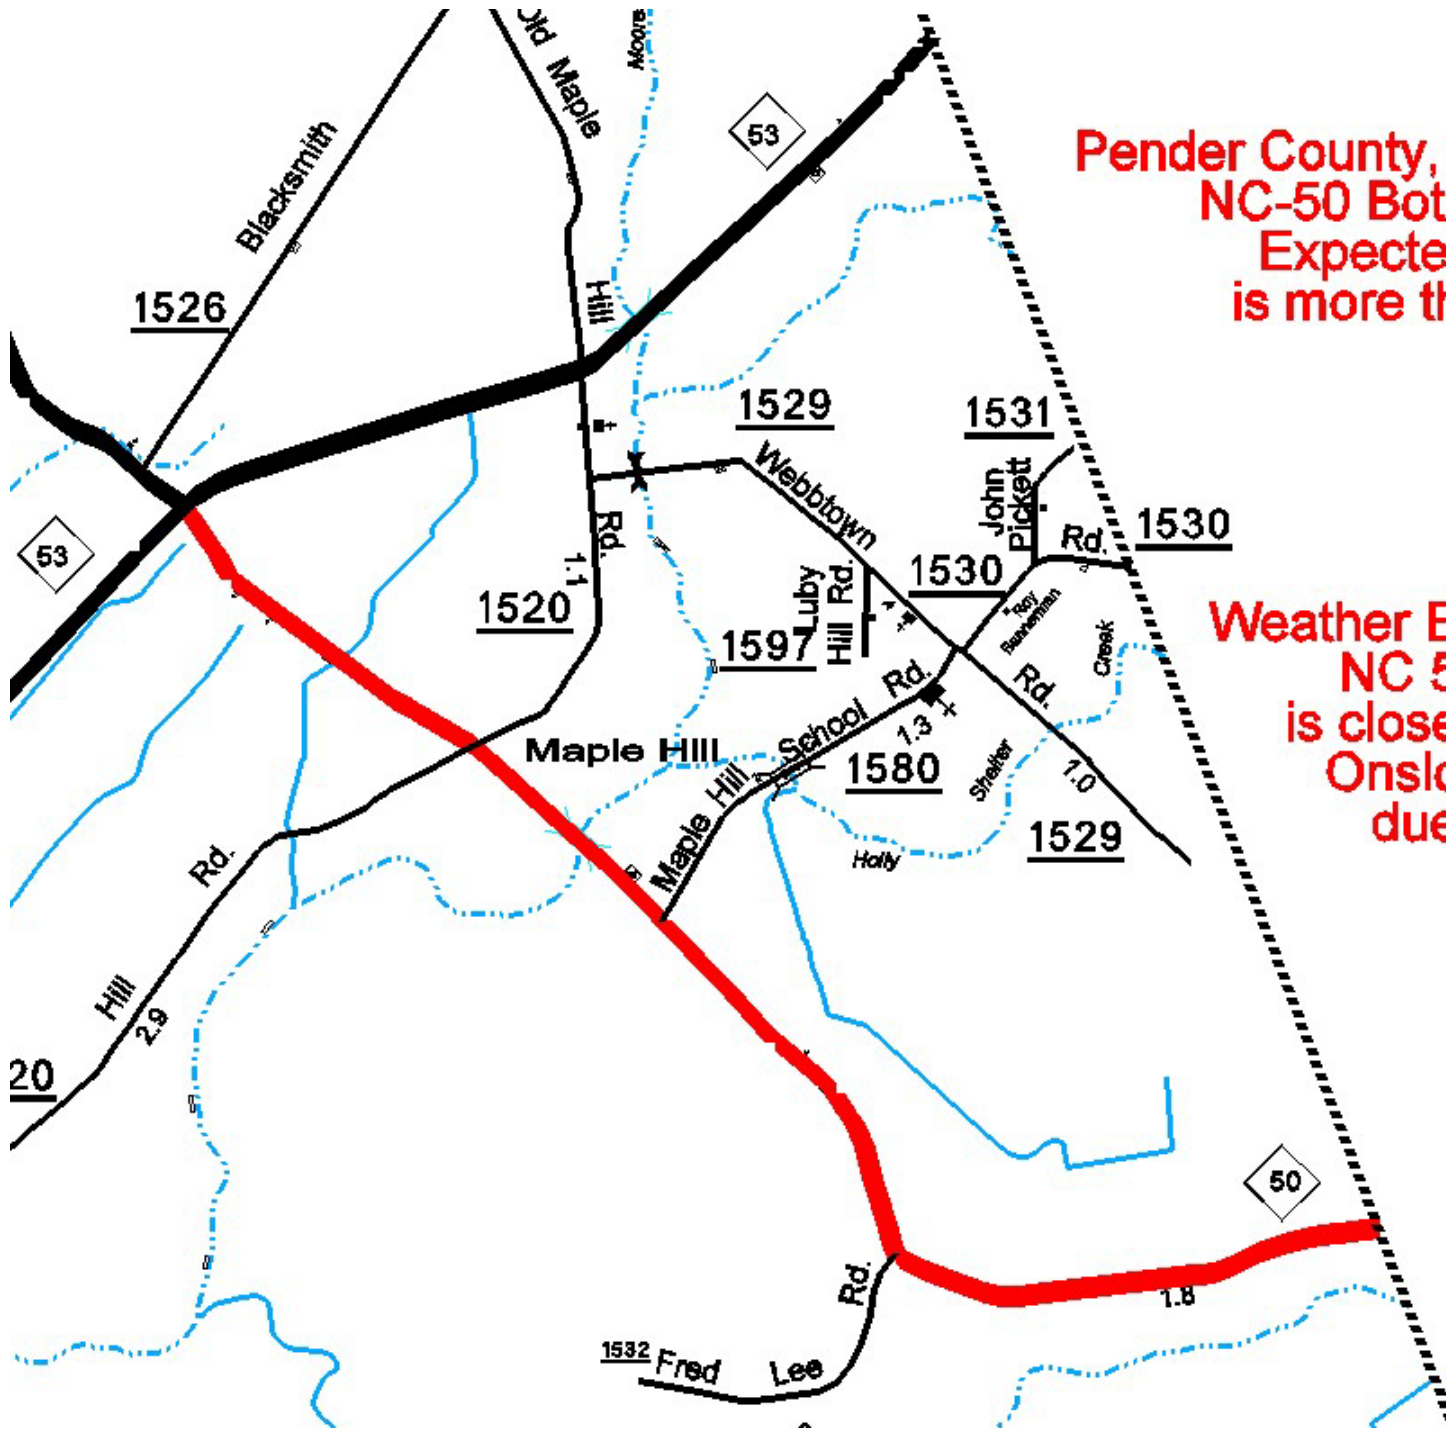 Old Maple
Moore
53
Pender County,
NC-50 Bot
Expecte
is more th
Blacksmith
1526
Hill
1529
1531
Webbtown
John
Pickett
53
Rd.
1.1
1530
Rd.
1530
1520
Luby
Hill Rd.
1597
Roy
Bannerman
Creek
Weather E
NC 5
is close
Onslo
due
Rd.
Rd.
Maple Hill
School
1.3
1580
Shelter
1.0
Maple Hill
1529
Holly
Rd.
Hill
2.9
20
50
Rd.
1.8
1532
Fred Lee